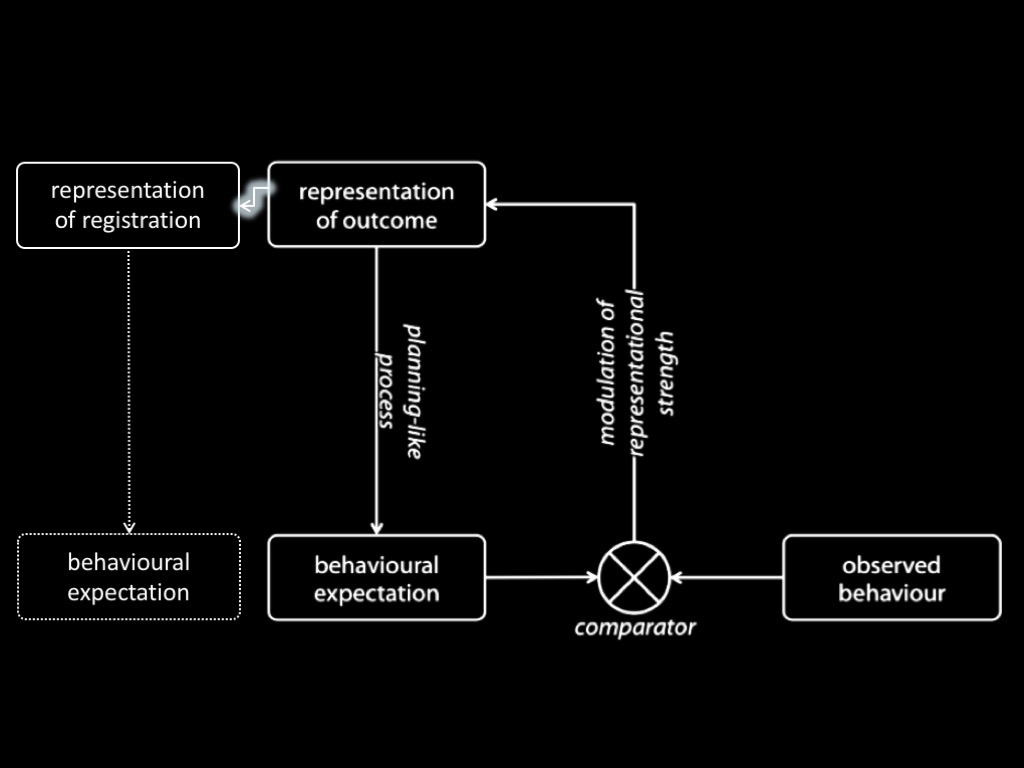 representation
of registration
representation
of outcome
planning-like
process
modulation of
representational
strength
behavioural
expectation
behavioural
expectation
comparator
observed
behaviour